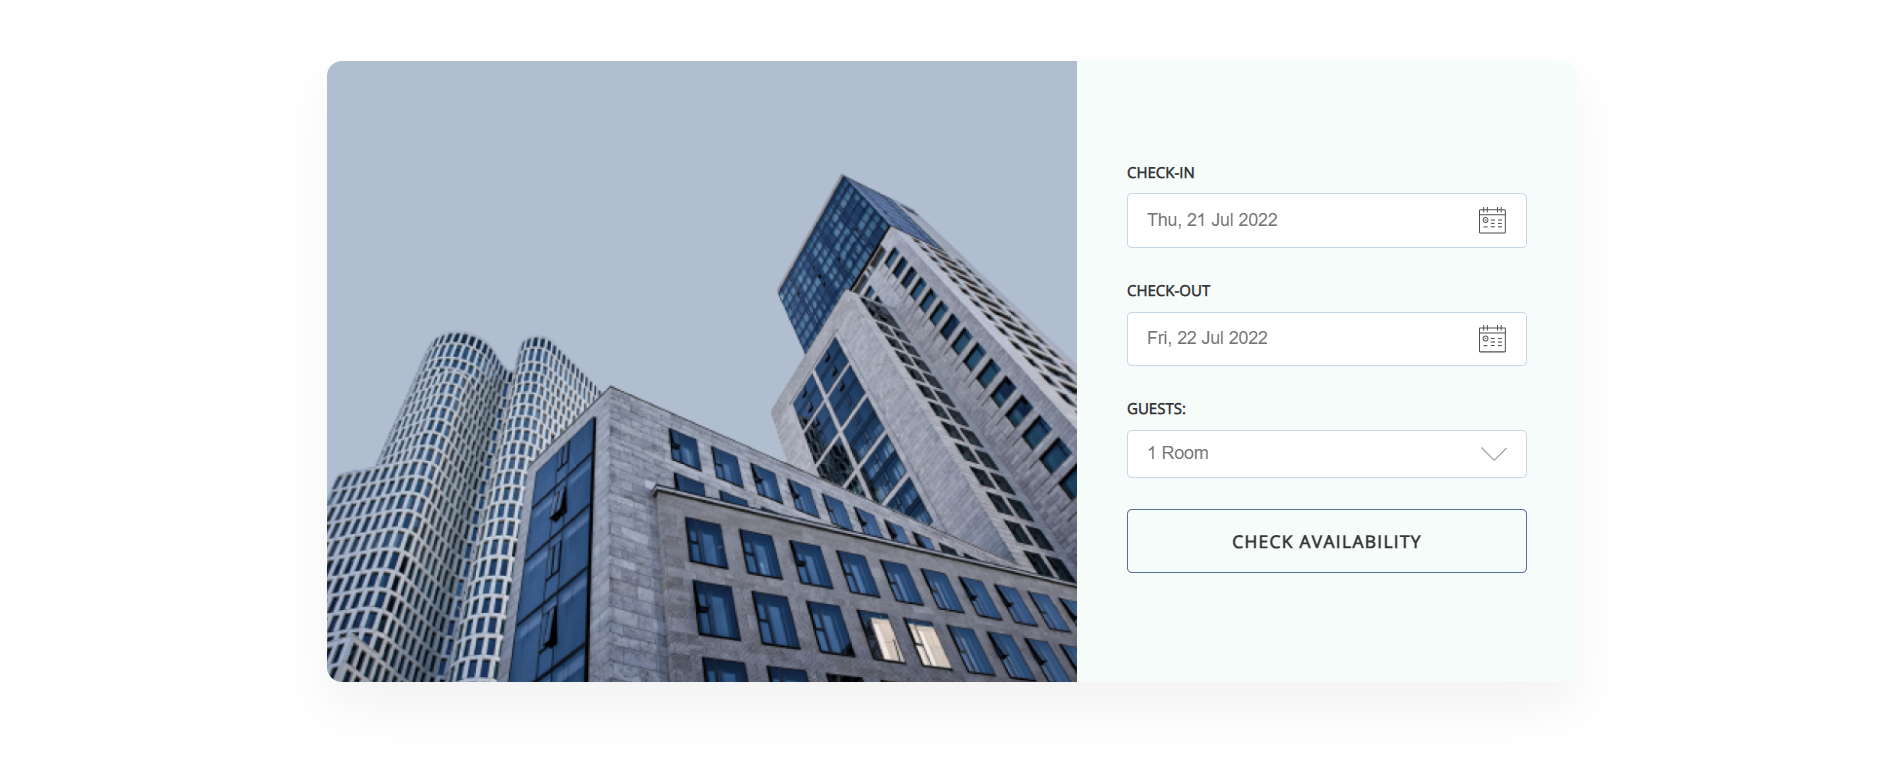 CHECK-IN
Thu, 21 Jul 2022
CHECK-OUT
Fri, 22 Jul 2022
GUESTS:
1 Room
CHECK AVAILABILITY